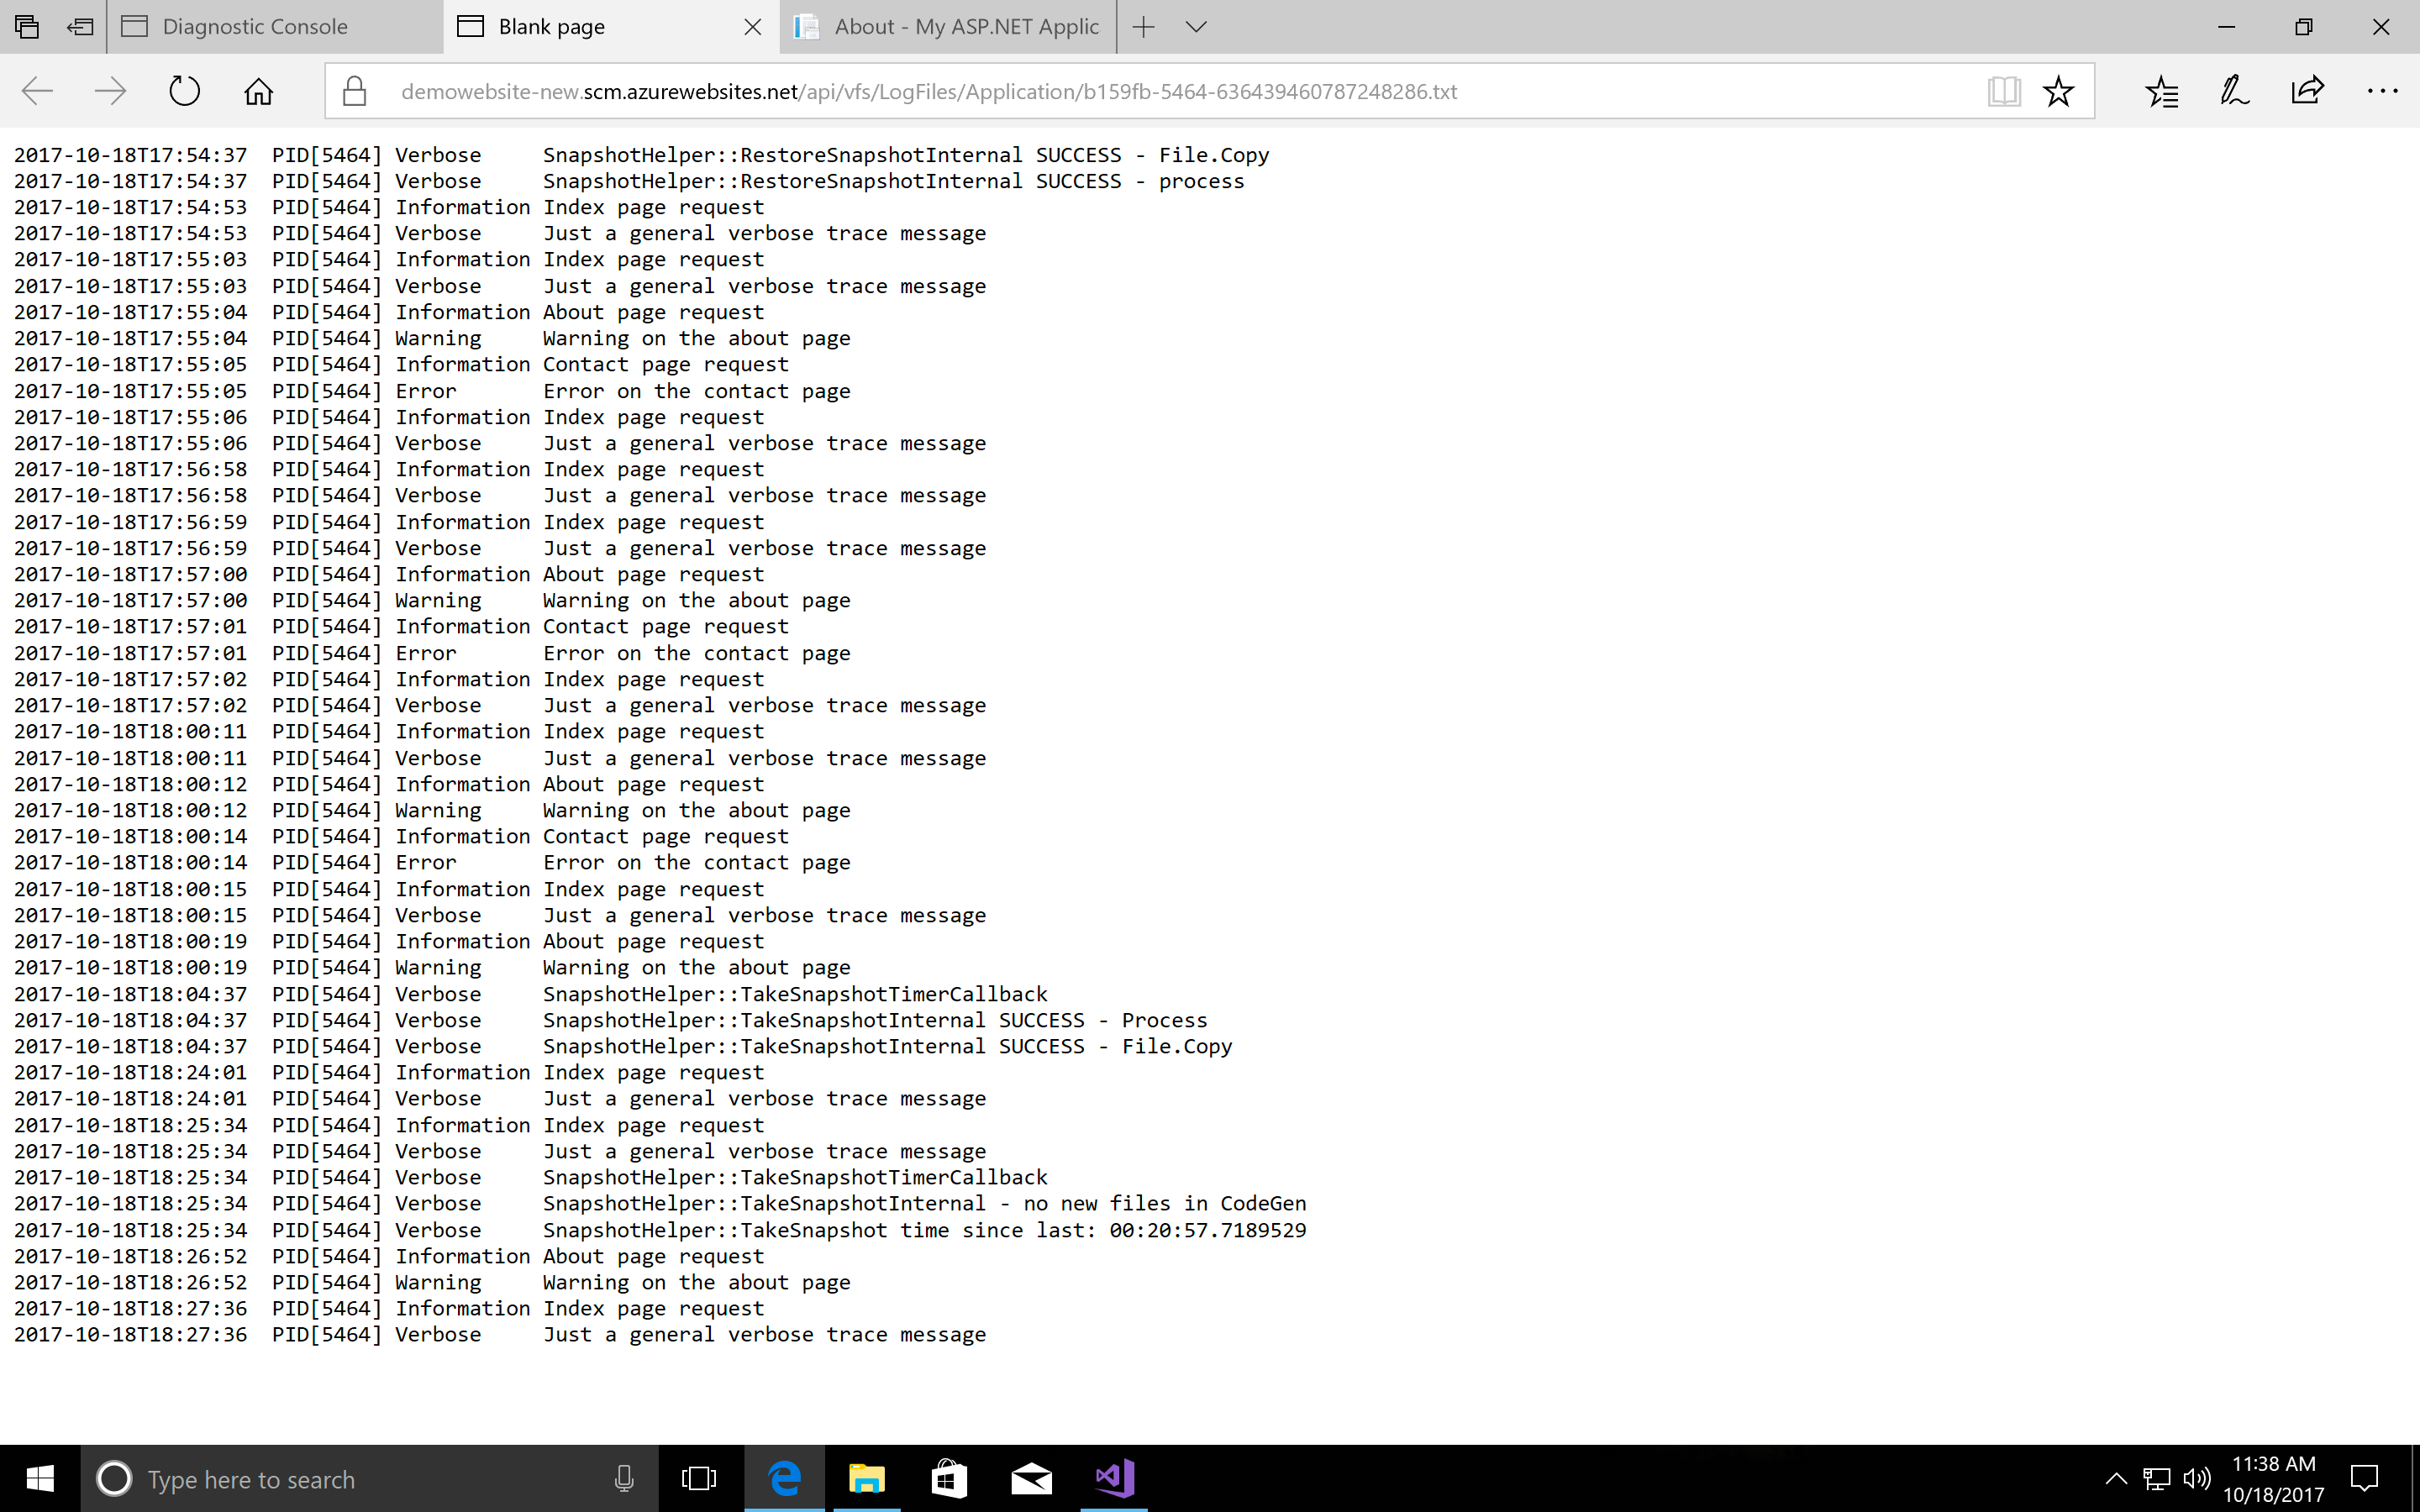 Diagnostic Console
Blank page
About - My ASP.NET Applic
demowebsite-new.scm.azurewebsites.net/api/vfs/LogFiles/Application/b159fb-5464-636439460787248286.txt
2017-10-18T17:54:37  PID[5464] Verbose     SnapshotHelper::RestoreSnapshotInternal SUCCESS - File.Copy
2017-10-18T17:54:37  PID[5464] Verbose     SnapshotHelper::RestoreSnapshotInternal SUCCESS - process
2017-10-18T17:54:53  PID[5464] Information Index page request
2017-10-18T17:54:53  PID[5464] Verbose     Just a general verbose trace message
2017-10-18T17:55:03  PID[5464] Information Index page request
2017-10-18T17:55:03  PID[5464] Verbose     Just a general verbose trace message
2017-10-18T17:55:04  PID[5464] Information About page request
2017-10-18T17:55:04  PID[5464] Warning     Warning on the about page
2017-10-18T17:55:05  PID[5464] Information Contact page request
2017-10-18T17:55:05  PID[5464] Error       Error on the contact page
2017-10-18T17:55:06  PID[5464] Information Index page request
2017-10-18T17:55:06  PID[5464] Verbose     Just a general verbose trace message
2017-10-18T17:56:58  PID[5464] Information Index page request
2017-10-18T17:56:58  PID[5464] Verbose     Just a general verbose trace message
2017-10-18T17:56:59  PID[5464] Information Index page request
2017-10-18T17:56:59  PID[5464] Verbose     Just a general verbose trace message
2017-10-18T17:57:00  PID[5464] Information About page request
2017-10-18T17:57:00  PID[5464] Warning     Warning on the about page
2017-10-18T17:57:01  PID[5464] Information Contact page request
2017-10-18T17:57:01  PID[5464] Error       Error on the contact page
2017-10-18T17:57:02  PID[5464] Information Index page request
2017-10-18T17:57:02  PID[5464] Verbose     Just a general verbose trace message
2017-10-18T18:00:11  PID[5464] Information Index page request
2017-10-18T18:00:11  PID[5464] Verbose     Just a general verbose trace message
2017-10-18T18:00:12  PID[5464] Information About page request
2017-10-18T18:00:12  PID[5464] Warning     Warning on the about page
2017-10-18T18:00:14  PID[5464] Information Contact page request
2017-10-18T18:00:14  PID[5464] Error       Error on the contact page
2017-10-18T18:00:15  PID[5464] Information Index page request
2017-10-18T18:00:15  PID[5464] Verbose     Just a general verbose trace message
2017-10-18T18:00:19  PID[5464] Information About page request
2017-10-18T18:00:19  PID[5464] Warning     Warning on the about page
2017-10-18T18:04:37  PID[5464] Verbose     SnapshotHelper::TakeSnapshotTimerCallback
2017-10-18T18:04:37  PID[5464] Verbose     SnapshotHelper::TakeSnapshotInternal SUCCESS - Process
2017-10-18T18:04:37  PID[5464] Verbose     SnapshotHelper::TakeSnapshotInternal SUCCESS - File.Copy
2017-10-18T18:24:01  PID[5464] Information Index page request
2017-10-18T18:24:01  PID[5464] Verbose     Just a general verbose trace message
2017-10-18T18:25:34  PID[5464] Information Index page request
2017-10-18T18:25:34  PID[5464] Verbose     Just a general verbose trace message
2017-10-18T18:25:34  PID[5464] Verbose     SnapshotHelper::TakeSnapshotTimerCallback
2017-10-18T18:25:34  PID[5464] Verbose     SnapshotHelper::TakeSnapshotInternal - no new files in CodeGen
2017-10-18T18:25:34  PID[5464] Verbose     SnapshotHelper::TakeSnapshot time since last: 00:20:57.7189529
2017-10-18T18:26:52  PID[5464] Information About page request
2017-10-18T18:26:52  PID[5464] Warning     Warning on the about page
2017-10-18T18:27:36  PID[5464] Information Index page request
2017-10-18T18:27:36  PID[5464] Verbose     Just a general verbose trace message
Type here to search
11:38 AM
10/18/2017